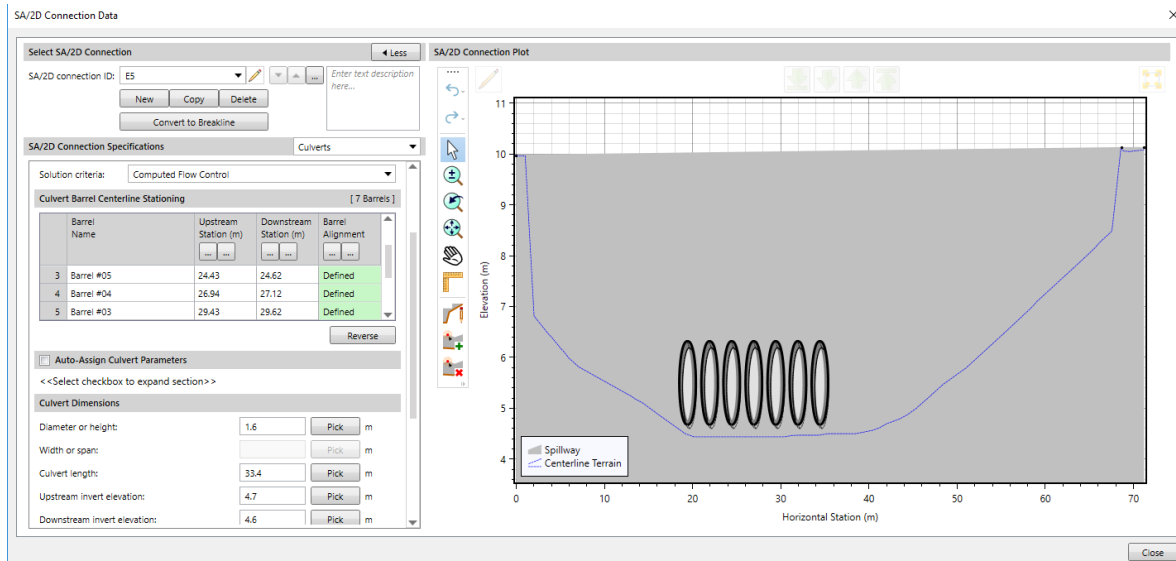 SA/2D Connection Data
Select SA/2D Connection
Less
SA/2D connection ID: E5
...
Enter text description here...
New Copy Delete
Convert to Breakline
SA/2D Connection Specifications Culverts
Solution criteria: Computed Flow Control
Culvert Barrel Centerline Stationing [ 7 Barrels ]
Barrel Name Upstream Station (m) Downstream Station (m) Barrel Alignment
... ... ... ... ... ...
3 Barrel #05 24.43 24.62 Defined
4 Barrel #04 26.94 27.12 Defined
5 Barrel #03 29.43 29.62 Defined
Reverse
Auto-Assign Culvert Parameters
<<Select checkbox to expand section>>
Culvert Dimensions
Diameter or height: 1.6 Pick m
Width or span: Pick m
Culvert length: 33.4 Pick m
Upstream invert elevation: 4.7 Pick m
Downstream invert elevation: 4.6 Pick m
SA/2D Connection Plot
11
10
9
8
7
6
5
4
Elevation (m)
Spillway
Centerline Terrain
0 10 20 30 40 50 60 70
Horizontal Station (m)
Close